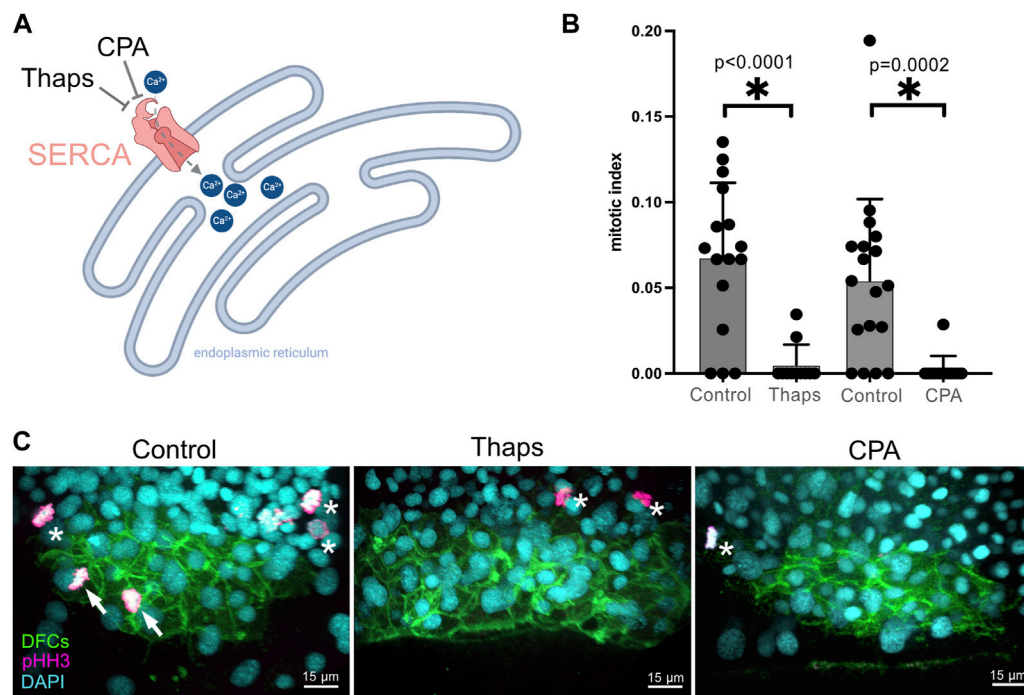 A
CPA
Thaps
Ca²⁺
SERCA
Ca²⁺
Ca²⁺
Ca²⁺
Ca²⁺
endoplasmic reticulum
B
0.20
0.15
0.10
0.05
0.00
mitotic index
p<0.0001
*
p=0.0002
*
Control
Thaps
Control
CPA
C
Control
Thaps
CPA
*
*
*
*
*
*
DFCs
pHH3
DAPI
15 µm
15 µm
15 µm